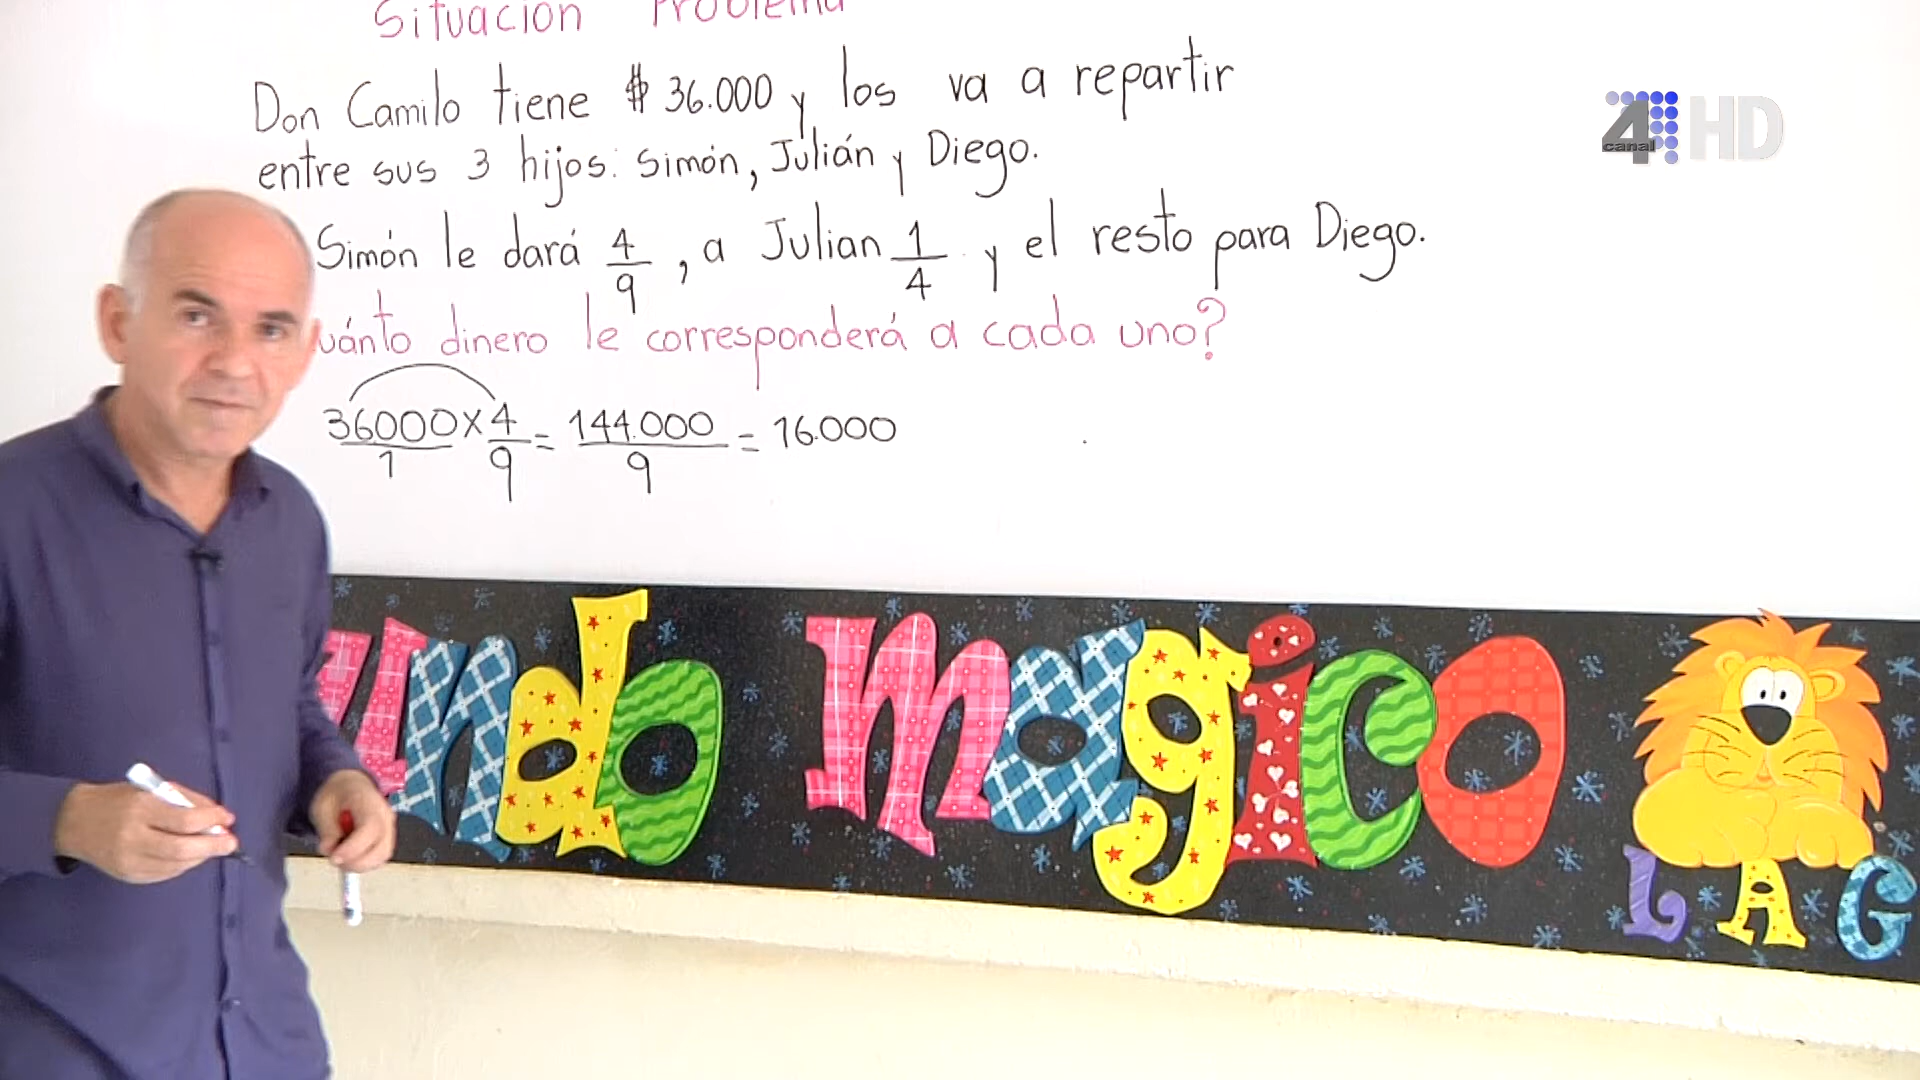 Situación Problema
Don Camilo tiene $ 36.000 y los va a repartir
entre sus 3 hijos: Simón, Julián y Diego.
Simón le dará 4/9, a Julian 1/4 y el resto para Diego.
uánto dinero le corresponderá a cada uno?
36000/1 x 4/9 = 144.000/9 = 16.000
undo magico
LAG
4 canal HD